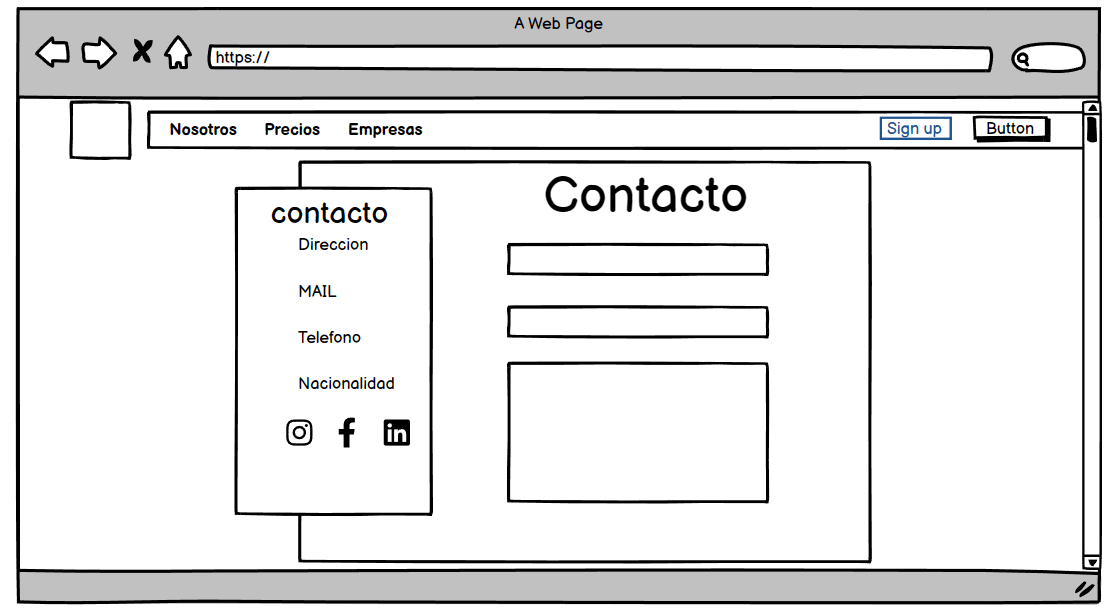 A Web Page
https://
Nosotros Precios Empresas Sign up Button
Contacto
contacto
Direccion
MAIL
Telefono
Nacionalidad